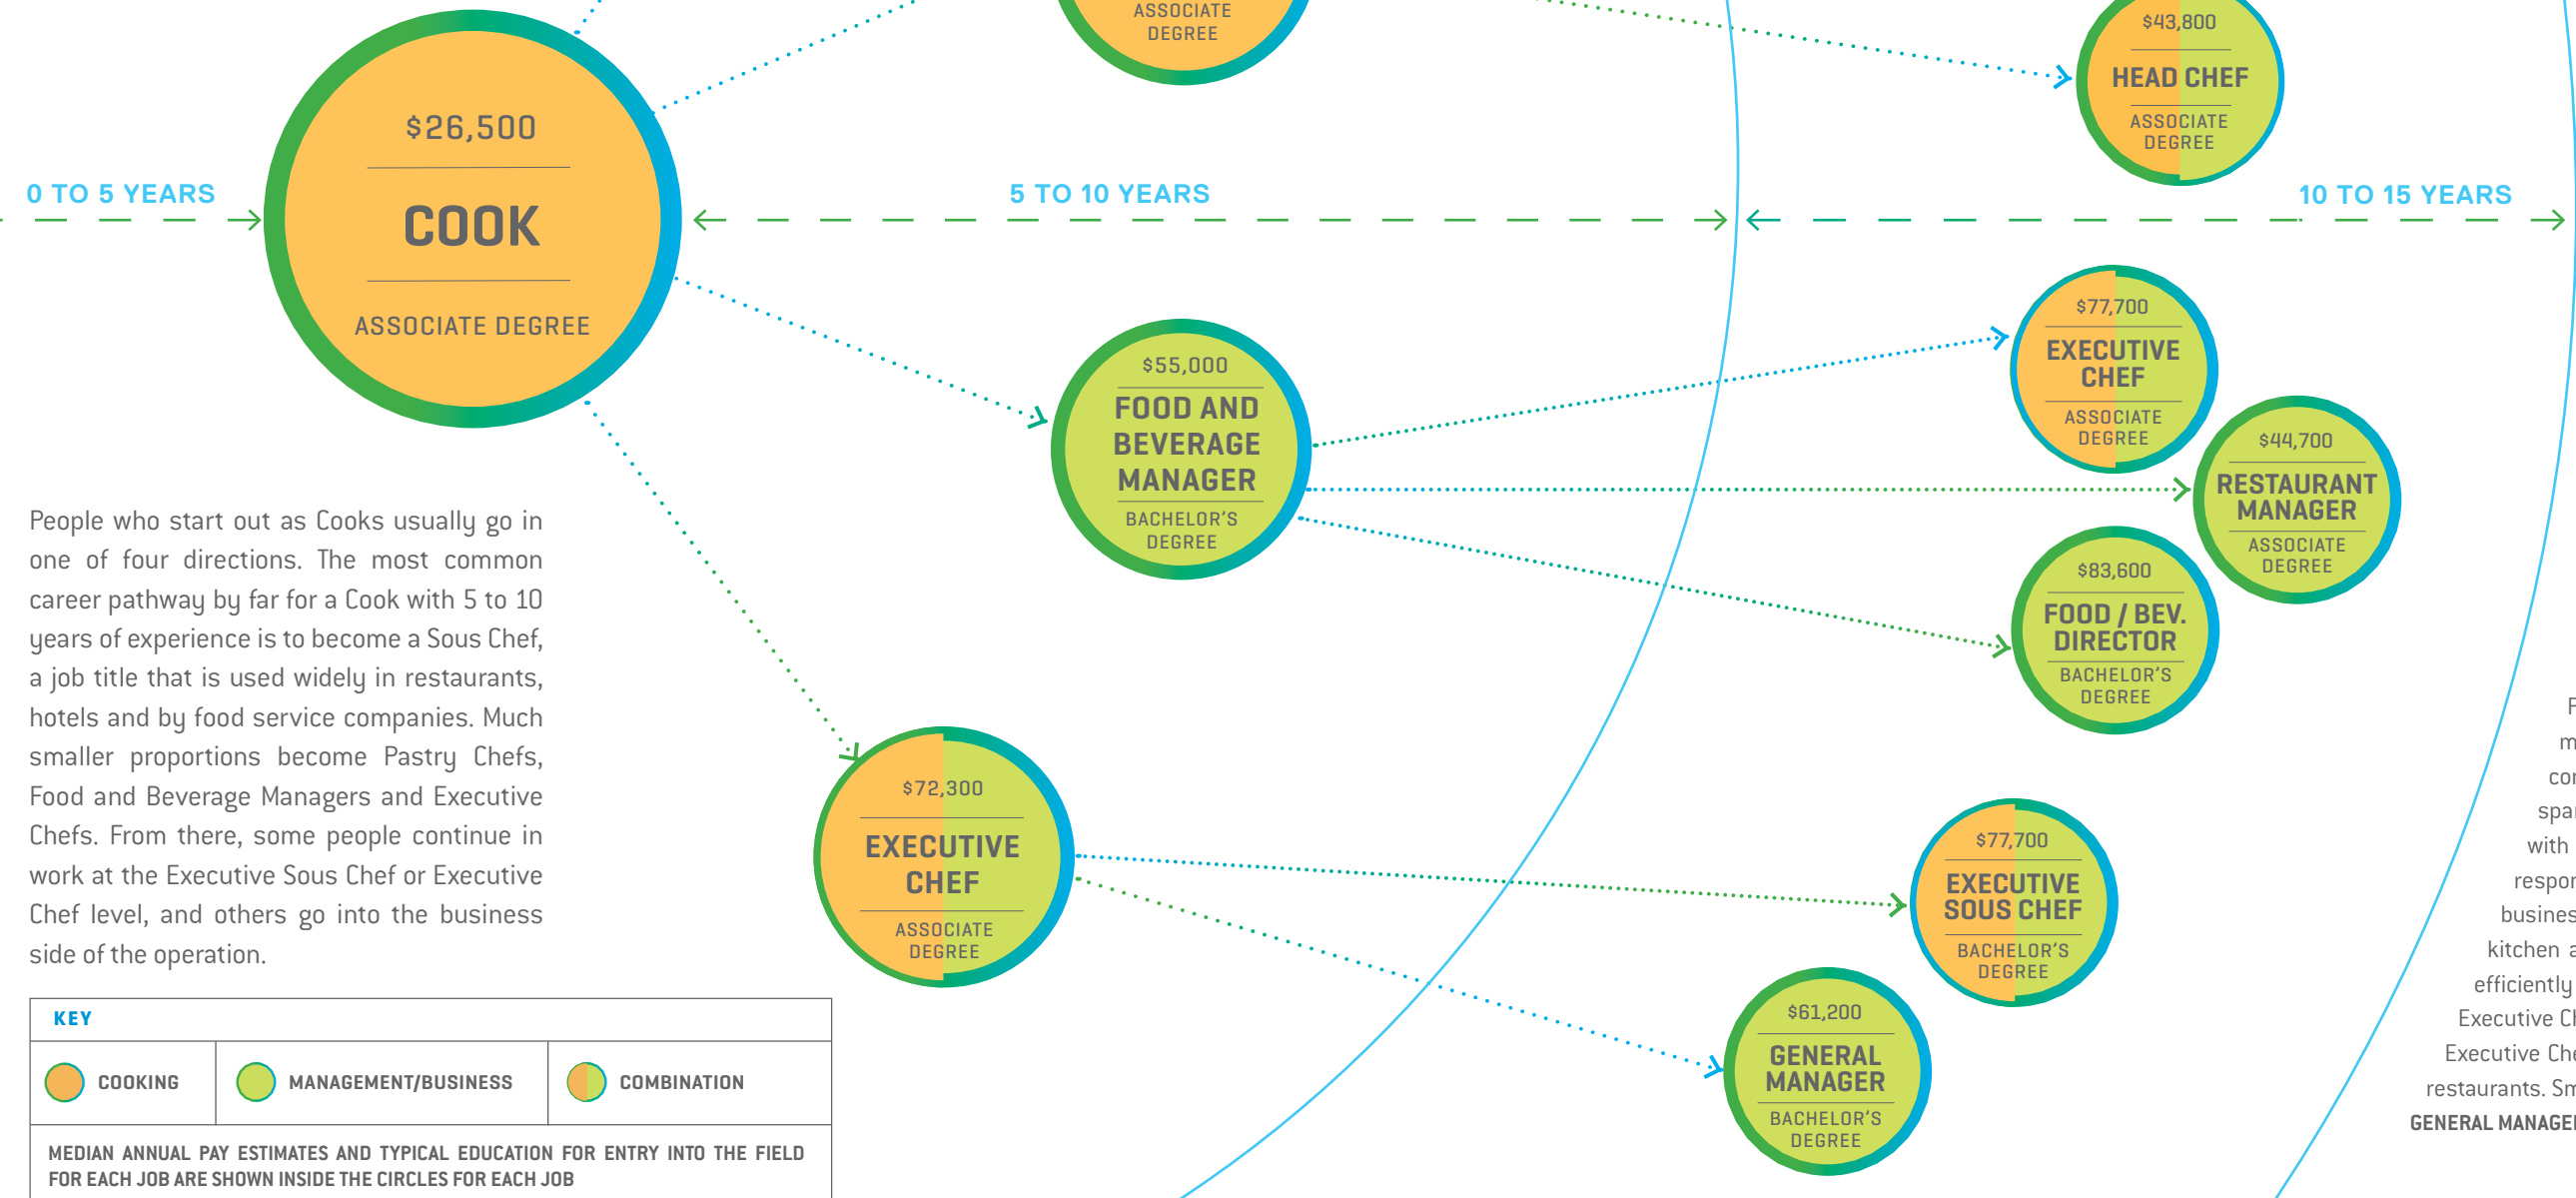 ASSOCIATE
DEGREE
$43,800
HEAD CHEF
ASSOCIATE
DEGREE
$26,500
COOK
ASSOCIATE DEGREE
0 TO 5 YEARS
5 TO 10 YEARS
10 TO 15 YEARS
$55,000
FOOD AND
BEVERAGE
MANAGER
BACHELOR'S
DEGREE
$77,700
EXECUTIVE
CHEF
ASSOCIATE
DEGREE
$44,700
RESTAURANT
MANAGER
ASSOCIATE
DEGREE
$83,600
FOOD / BEV.
DIRECTOR
BACHELOR'S
DEGREE
People who start out as Cooks usually go in
one of four directions. The most common
career pathway by far for a Cook with 5 to 10
years of experience is to become a Sous Chef,
a job title that is used widely in restaurants,
hotels and by food service companies. Much
smaller proportions become Pastry Chefs,
Food and Beverage Managers and Executive
Chefs. From there, some people continue in
work at the Executive Sous Chef or Executive
Chef level, and others go into the business
side of the operation.
$72,300
EXECUTIVE
CHEF
ASSOCIATE
DEGREE
$77,700
EXECUTIVE
SOUS CHEF
BACHELOR'S
DEGREE
$61,200
GENERAL
MANAGER
BACHELOR'S
DEGREE
with
kitchen
efficiently
Executive
Executive
restaurants.
GENERAL
KEY
COOKING
MANAGEMENT/BUSINESS
COMBINATION
MEDIAN ANNUAL PAY ESTIMATES AND TYPICAL EDUCATION FOR ENTRY INTO THE FIELD
FOR EACH JOB ARE SHOWN INSIDE THE CIRCLES FOR EACH JOB